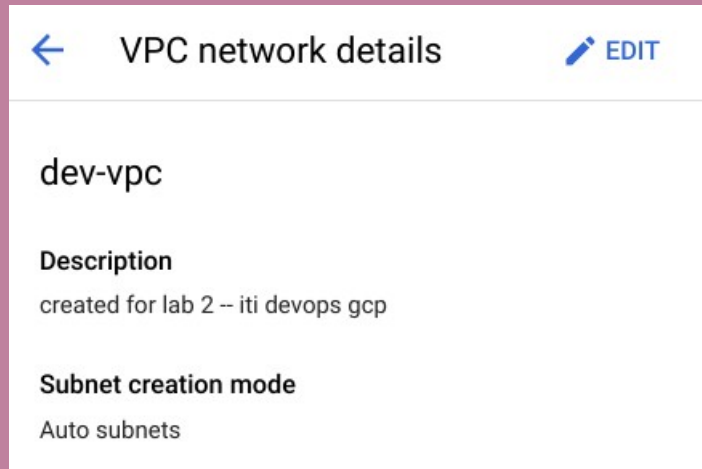 VPC network details
EDIT
dev-vpc
Description
created for lab 2 -- iti devops gcp
Subnet creation mode
Auto subnets